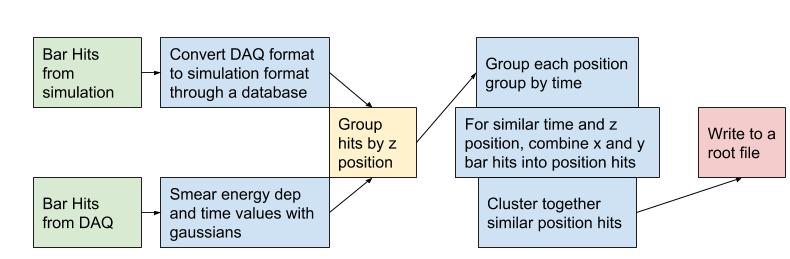 Bar Hits
from
simulation
Convert DAQ format
to simulation format
through a database
Group
hits by z
position
Bar Hits
from DAQ
Smear energy dep
and time values with
gaussians
Group each position
group by time
For similar time and z
position, combine x and y
bar hits into position hits
Cluster together
similar position hits
Write to a
root file